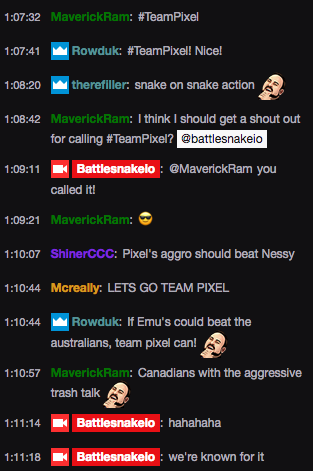 1:07:32 MaverickRam: #TeamPixel
1:07:41 Rowduk: #TeamPixel! Nice!
1:08:20 therefiller: snake on snake action
1:08:42 MaverickRam: I think I should get a shout out
for calling #TeamPixel? @battlesnakeio
1:09:11 Battlesnakeio: @MaverickRam you
called it!
1:09:21 MaverickRam: 😎
1:10:07 ShinerCCC: Pixel's aggro should beat Nessy
1:10:44 Mcreally: LETS GO TEAM PIXEL
1:10:44 Rowduk: If Emu's could beat the
australians, team pixel can!
1:10:57 MaverickRam: Canadians with the aggressive
trash talk
1:11:14 Battlesnakeio: hahahaha
1:11:18 Battlesnakeio: we're known for it